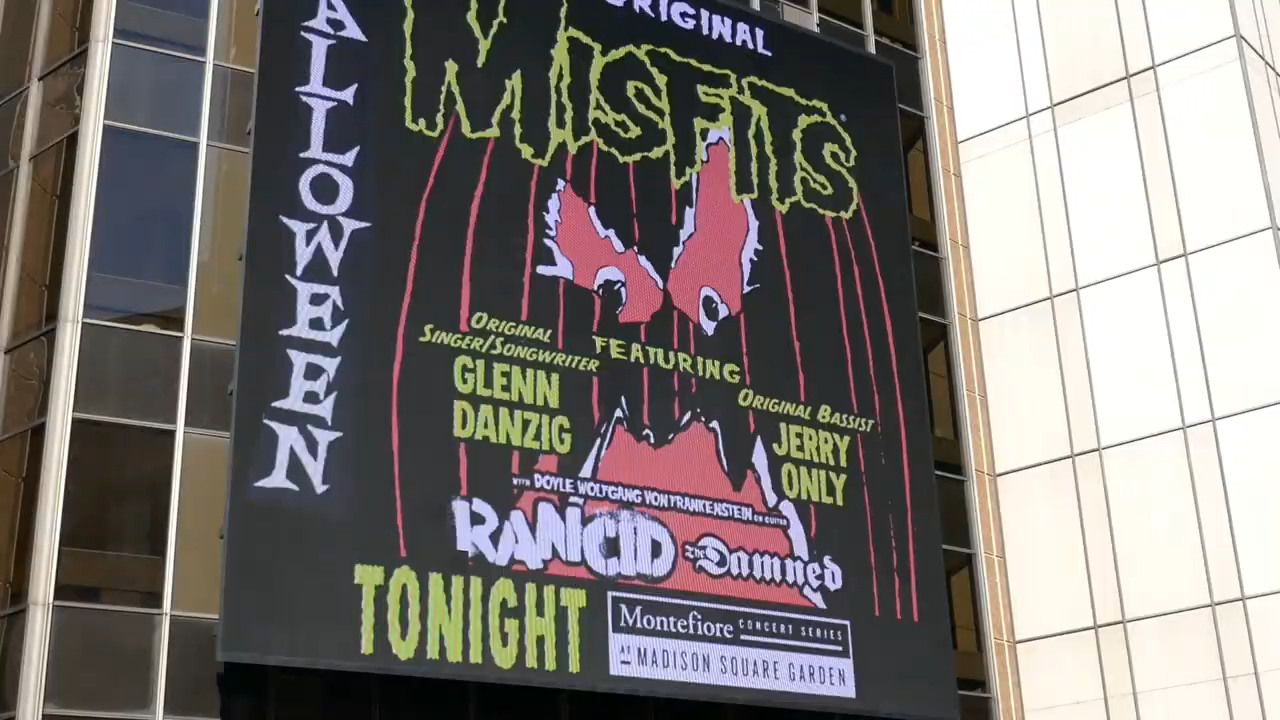 ORIGINAL
MISFITS
ALLOWEEN
ORIGINAL
SINGER/SONGWRITER
GLENN
DANZIG
FEATURING
ORIGINAL BASSIST
JERRY
ONLY
WITH DOYLE WOLFGANG VON FRANKENSTEIN ON GUITAR
RANCID
The Damned
TONIGHT
Montefiore CONCERT SERIES
AT MADISON SQUARE GARDEN